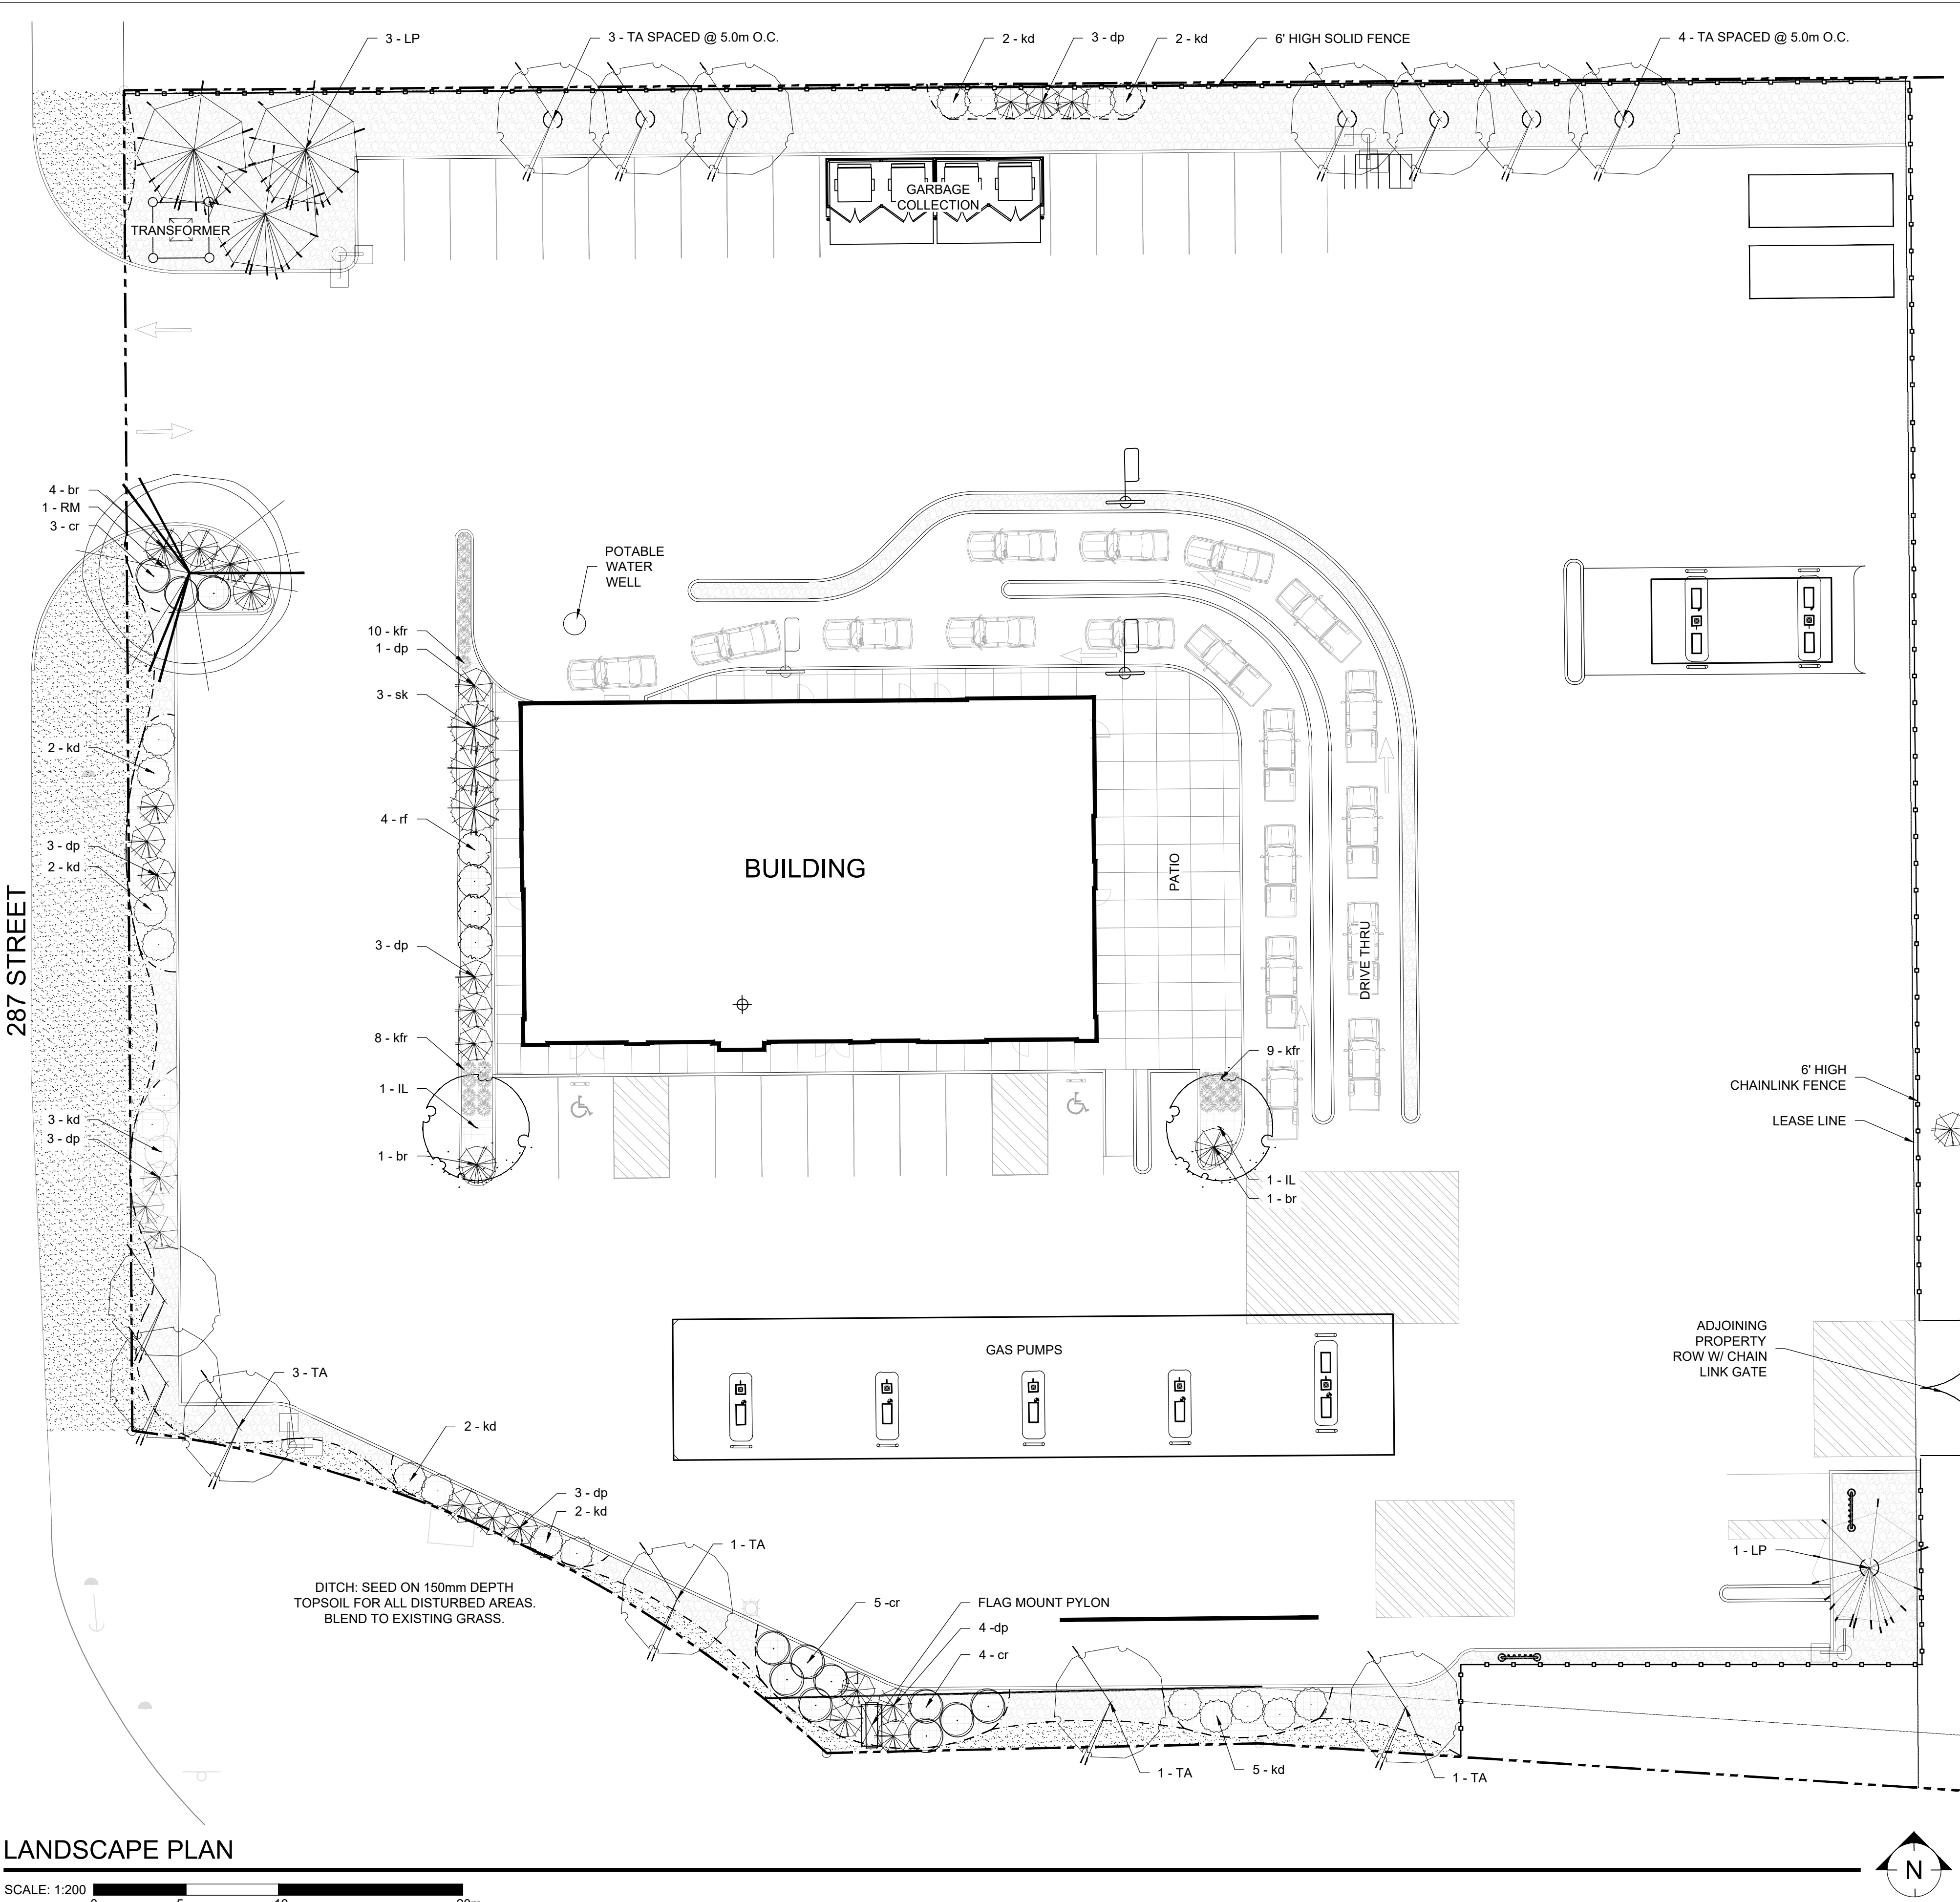 3 - LP
3 - TA SPACED @ 5.0m O.C.
2 - kd
3 - dp
2 - kd
6' HIGH SOLID FENCE
4 - TA SPACED @ 5.0m O.C.
GARBAGE
COLLECTION
TRANSFORMER
4 - br
1 - RM
3 - cr
POTABLE
WATER
WELL
10 - kfr
1 - dp
3 - sk
2 - kd
4 - rf
3 - dp
2 - kd
BUILDING
PATIO
DRIVE THRU
287 STREET
3 - dp
8 - kfr
9 - kfr
1 - IL
1 - br
3 - kd
3 - dp
1 - IL
1 - br
6' HIGH
CHAINLINK FENCE
LEASE LINE
ADJOINING
PROPERTY
ROW W/ CHAIN
LINK GATE
GAS PUMPS
3 - TA
2 - kd
3 - dp
2 - kd
1 - TA
1 - LP
DITCH: SEED ON 150mm DEPTH
TOPSOIL FOR ALL DISTURBED AREAS.
BLEND TO EXISTING GRASS.
5 -cr
FLAG MOUNT PYLON
4 -dp
4 - cr
1 - TA
5 - kd
1 - TA
LANDSCAPE PLAN
N
SCALE: 1:200
0 5 10 20m